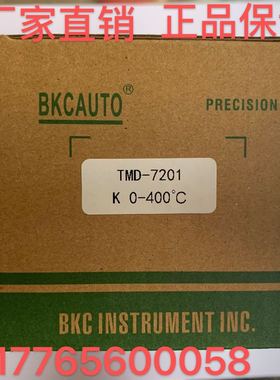 厂家直销 正品保
BKCAUTO®
PRECISION
TMD-7201
K 0-400℃
BKC INSTRUMENT INC.
17765600058